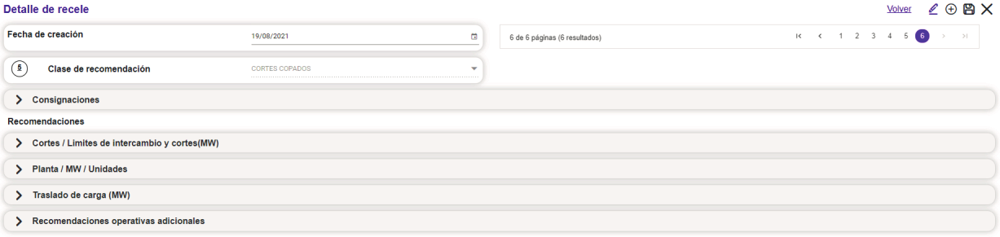 Detalle de recele
Volver
Fecha de creación
19/08/2021
6 de 6 páginas (6 resultados)
1 2 3 4 5 6
5
Clase de recomendación
CORTES COPADOS
Consignaciones
Recomendaciones
Cortes / Limites de intercambio y cortes(MW)
Planta / MW / Unidades
Traslado de carga (MW)
Recomendaciones operativas adicionales